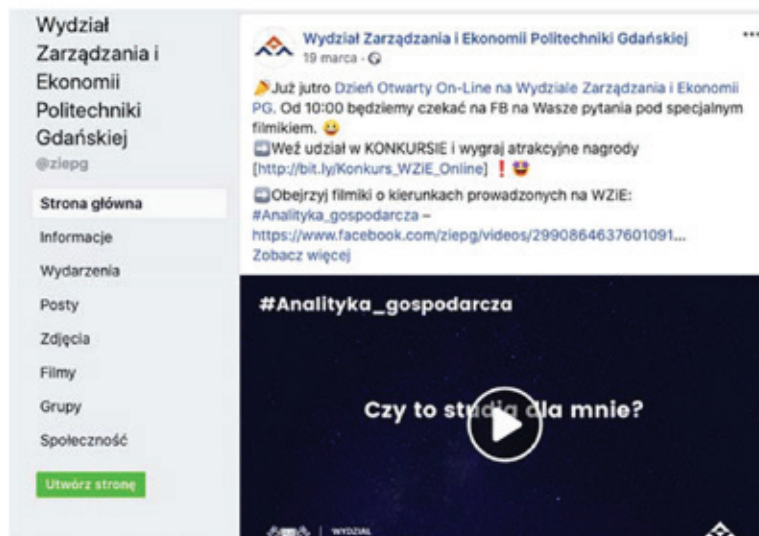 Wydział
Zarządzania i
Ekonomii
Politechniki
Gdańskiej
@ziepg
Strona główna
Informacje
Wydarzenia
Posty
Zdjęcia
Filmy
Grupy
Społeczność
Utwórz stronę
Wydział Zarządzania i Ekonomii Politechniki Gdańskiej
19 marca ·
Już jutro Dzień Otwarty On-Line na Wydziale Zarządzania i Ekonomii
PG. Od 10:00 będziemy czekać na FB na Wasze pytania pod specjalnym
filmikiem. 😀
➡️Weź udział w KONKURSIE i wygraj atrakcyjne nagrody
[http://bit.ly/Konkurs_WZiE_Online] ❗ 🤩
➡️Obejrzyj filmiki o kierunkach prowadzonych na WZiE:
#Analityka_gospodarcza –
https://www.facebook.com/ziepg/videos/2990864637601091...
Zobacz więcej
#Analityka_gospodarcza
Czy to studia dla mnie?
WYDZIAŁ